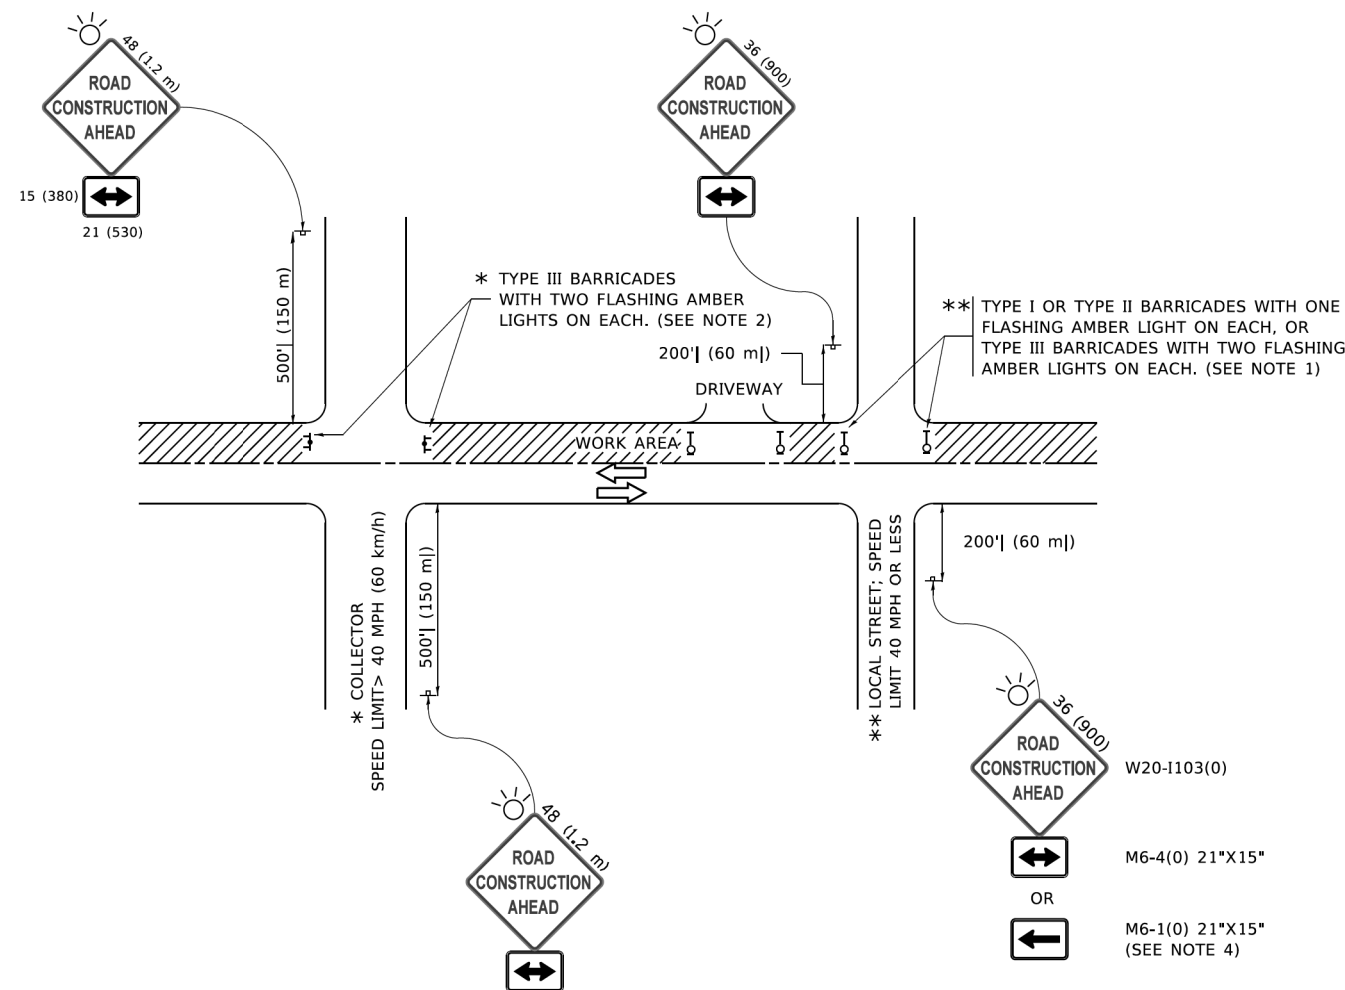 48 (1.2 m)
ROAD
CONSTRUCTION
AHEAD
15 (380)
21 (530)
36 (900)
ROAD
CONSTRUCTION
AHEAD
500'| (150 m)
* TYPE III BARRICADES
WITH TWO FLASHING AMBER
LIGHTS ON EACH. (SEE NOTE 2)
200'| (60 m|)
DRIVEWAY
** TYPE I OR TYPE II BARRICADES WITH ONE
FLASHING AMBER LIGHT ON EACH, OR
TYPE III BARRICADES WITH TWO FLASHING
AMBER LIGHTS ON EACH. (SEE NOTE 1)
WORK AREA
* COLLECTOR
SPEED LIMIT> 40 MPH (60 km/h)
500'| (150 m|)
** LOCAL STREET; SPEED
LIMIT 40 MPH OR LESS
200'| (60 m|)
48 (1.2 m)
ROAD
CONSTRUCTION
AHEAD
36 (900)
ROAD
CONSTRUCTION
AHEAD
W20-I103(0)
M6-4(0) 21"X15"
OR
M6-1(0) 21"X15"
(SEE NOTE 4)